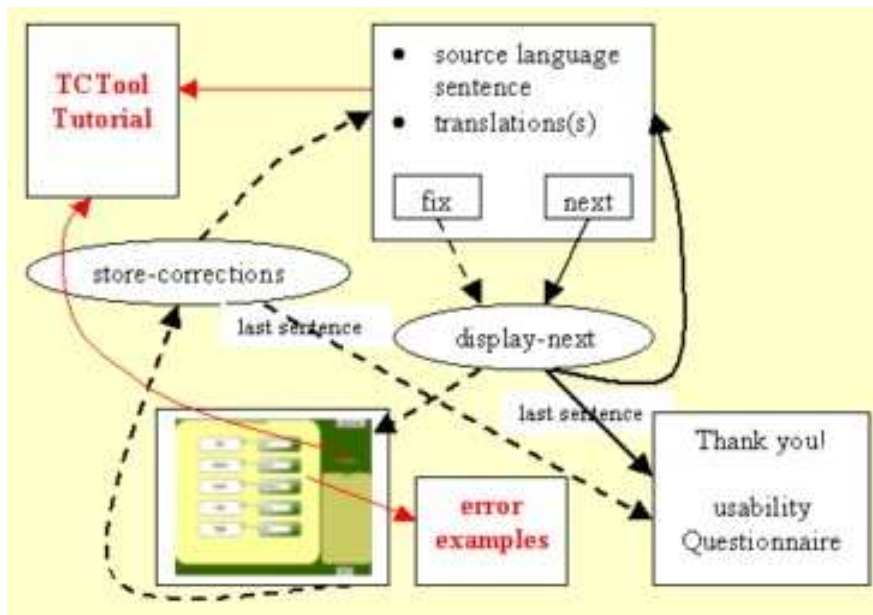 TCTool
Tutorial
• source language
sentence
• translations(s)
fix
next
store-corrections
last sentence
display-next
last sentence
Thank you!
usability
Questionnaire
error
examples